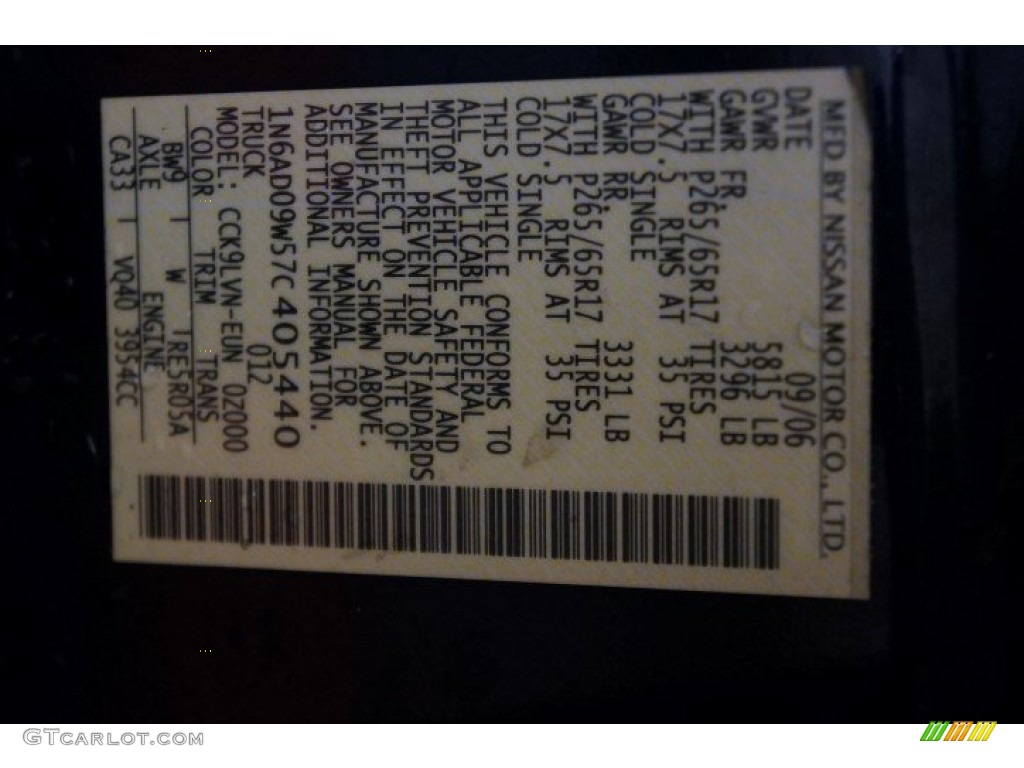 MFD BY NISSAN MOTOR CO., LTD.
DATE 09/06
GVWR 5815 LB
GAWR FR. 3296 LB
WITH P265/65R17 TIRES
17X7.5 RIMS AT 35 PSI
COLD SINGLE
GAWR RR. 3331 LB
WITH P265/65R17 TIRES
17X7.5 RIMS AT 35 PSI
COLD SINGLE
THIS VEHICLE CONFORMS TO
ALL APPLICABLE FEDERAL
MOTOR VEHICLE SAFETY AND
THEFT PREVENTION STANDARDS
IN EFFECT ON THE DATE OF
MANUFACTURE SHOWN ABOVE.
SEE OWNERS MANUAL FOR
ADDITIONAL INFORMATION.
1N6AD09W57C405440
TRUCK 012
MODEL: CCK9LVN-EUN 0Z000
COLOR TRIM TRANS
BW9 W RE5R05A
AXLE ENGINE
CA33 VQ40 3954CC
GTCarLot.com